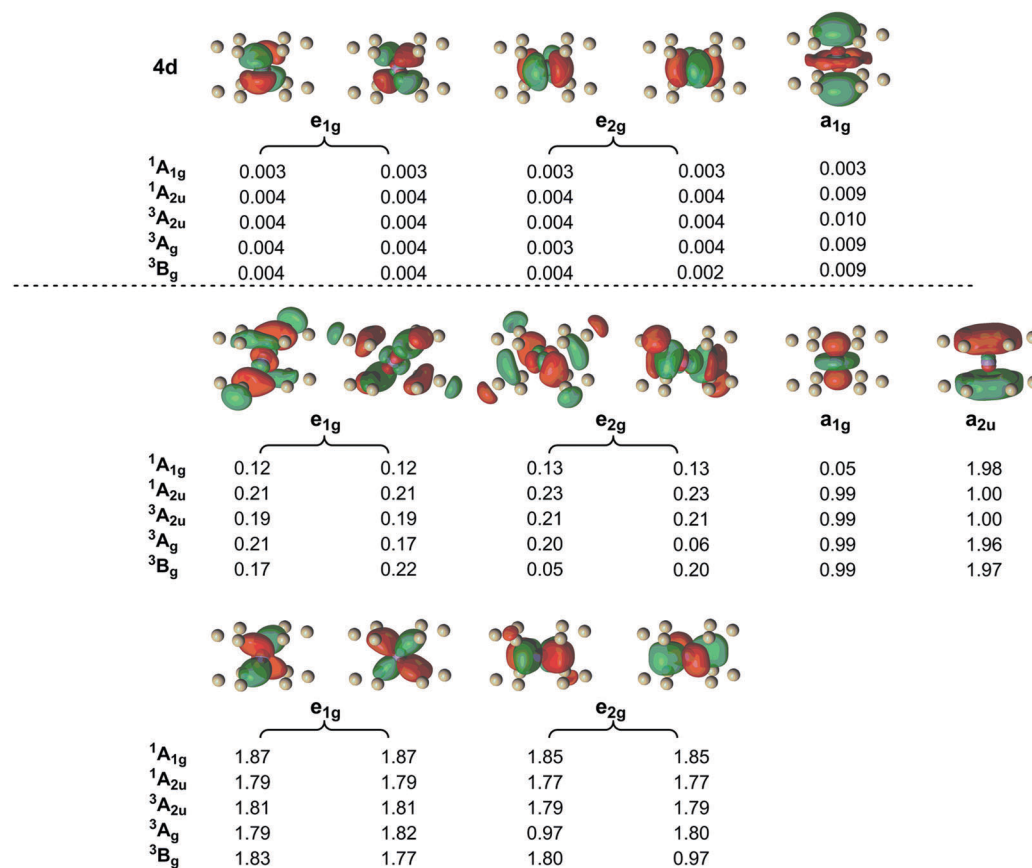 4d
e1g e2g a1g
1A1g 0.003 0.003 0.003 0.003 0.003
1A2u 0.004 0.004 0.004 0.004 0.009
3A2u 0.004 0.004 0.004 0.004 0.010
3Ag 0.004 0.004 0.003 0.004 0.009
3Bg 0.004 0.004 0.004 0.002 0.009
e1g e2g a1g a2u
1A1g 0.12 0.12 0.13 0.13 0.05 1.98
1A2u 0.21 0.21 0.23 0.23 0.99 1.00
3A2u 0.19 0.19 0.21 0.21 0.99 1.00
3Ag 0.21 0.17 0.20 0.06 0.99 1.96
3Bg 0.17 0.22 0.05 0.20 0.99 1.97
e1g e2g
1A1g 1.87 1.87 1.85 1.85
1A2u 1.79 1.79 1.77 1.77
3A2u 1.81 1.81 1.79 1.79
3Ag 1.79 1.82 0.97 1.80
3Bg 1.83 1.77 1.80 0.97